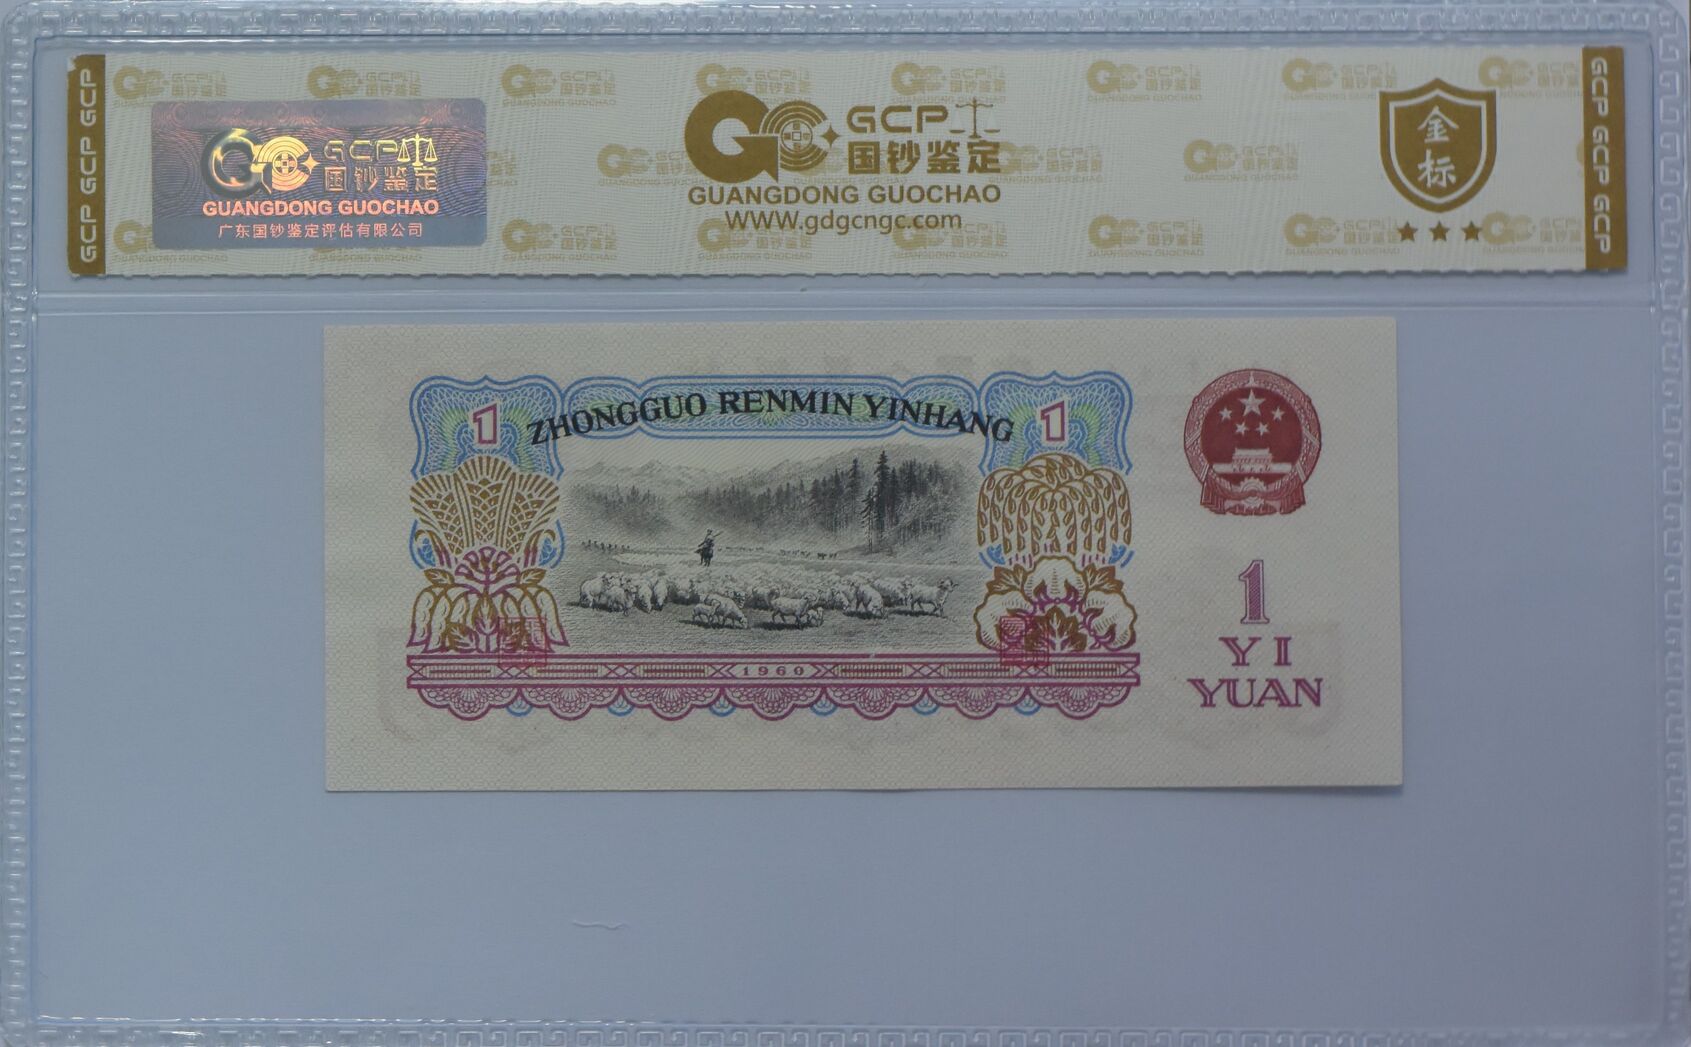 GCP GCP GCP
GCP
国钞鉴定
GUANGDONG GUOCHAO
广东国钞鉴定评估有限公司
GCP
国钞鉴定
GUANGDONG GUOCHAO
WWW.gdgcngc.com
金
标
GCP GCP GCP
1
ZHONGGUO RENMIN YINHANG
1
1960
1
YI
YUAN